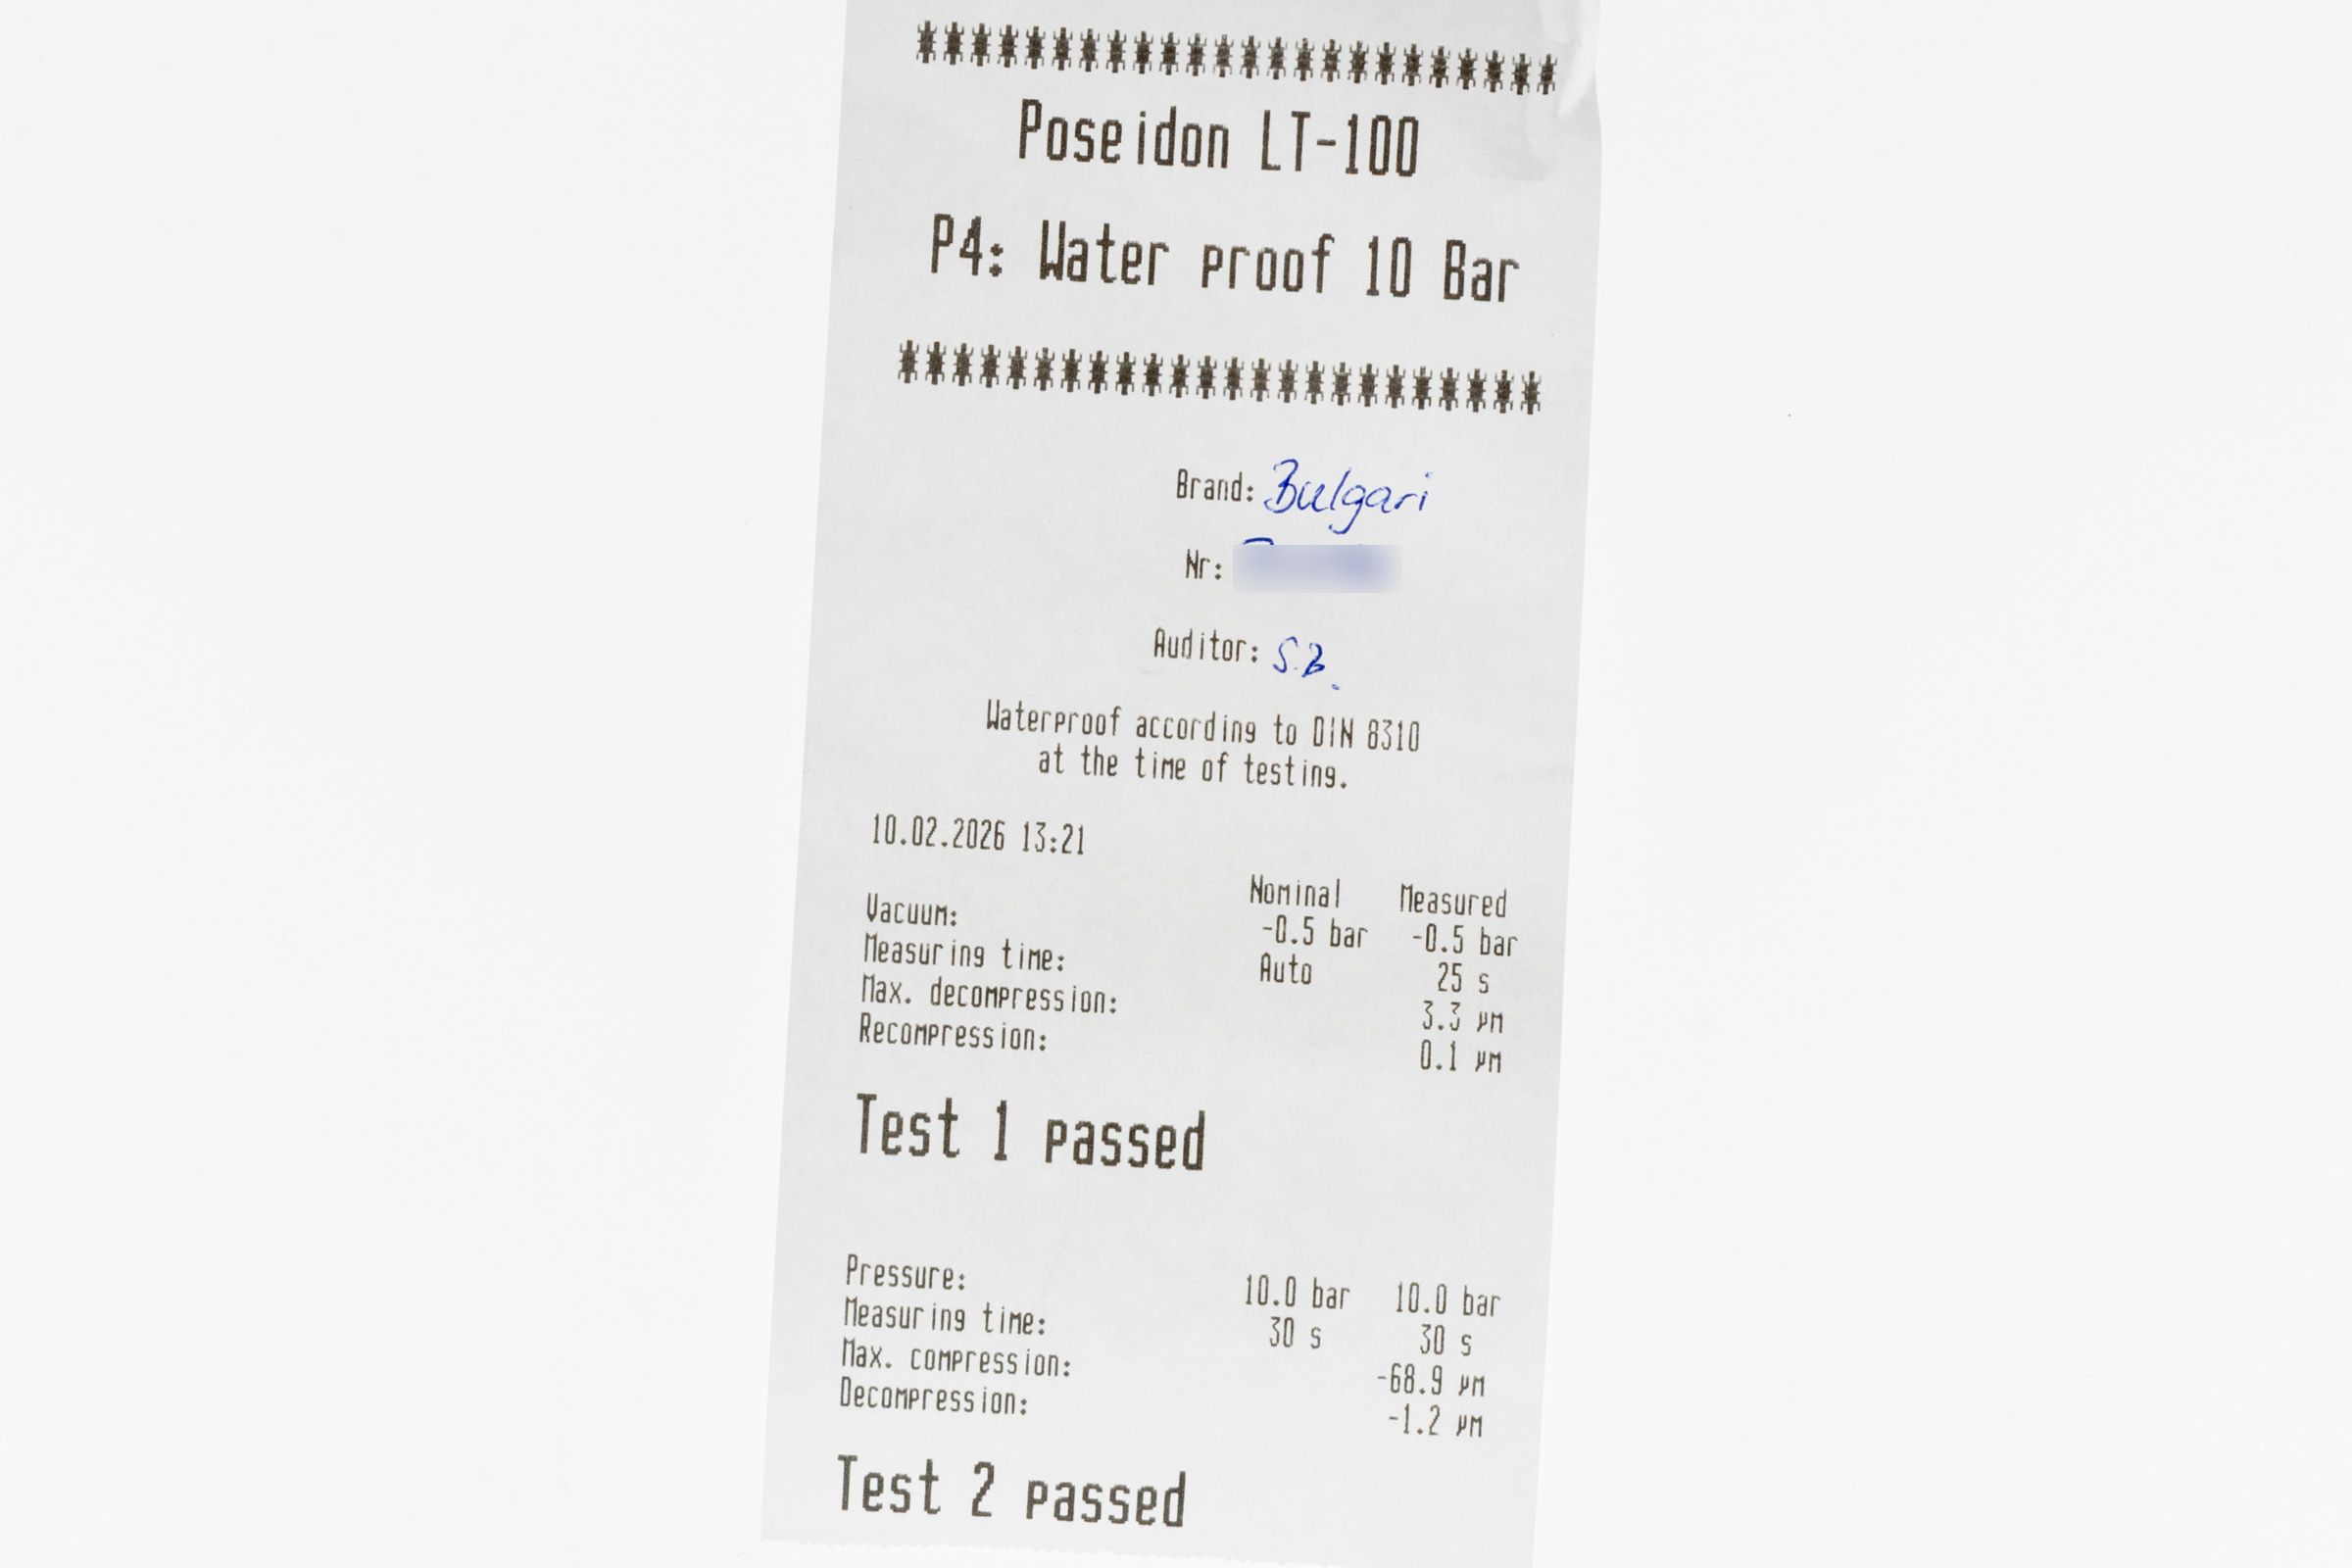 ************************
Poseidon LT-100
P4: Water proof 10 Bar
************************
Brand: Bulgari
Nr:
Auditor: S.B.
Waterproof according to DIN 8310
at the time of testing.
10.02.2026 13:21
Nominal Measured
Vacuum: -0.5 bar -0.5 bar
Measuring time: Auto 25 s
Max. decompression: 3.3 µm
Recompression: 0.1 µm
Test 1 passed
Pressure: 10.0 bar 10.0 bar
Measuring time: 30 s 30 s
Max. compression: -68.9 µm
Decompression: -1.2 µm
Test 2 passed